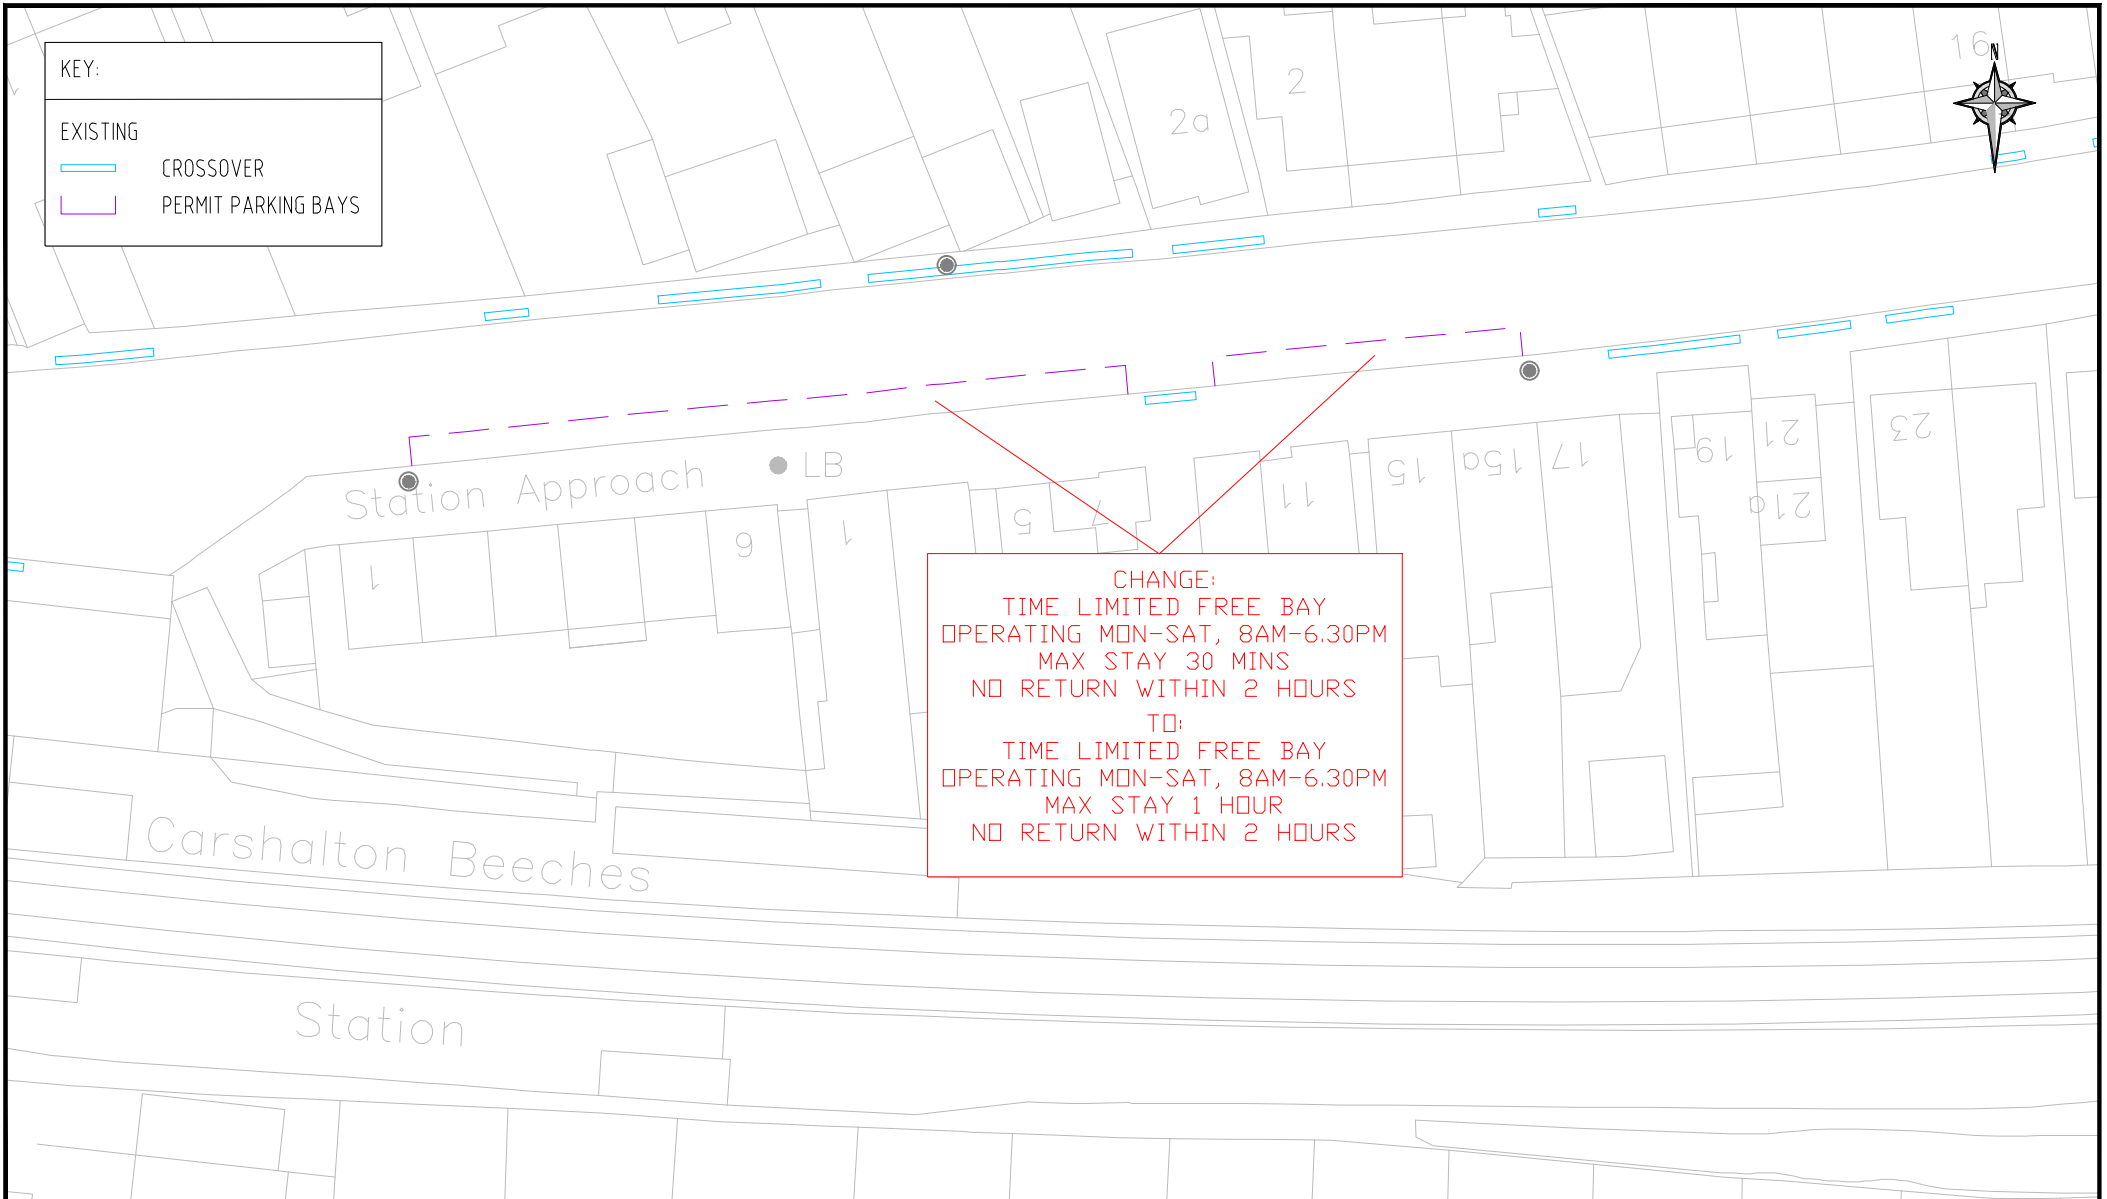 KEY:
EXISTING
CROSSOVER
PERMIT PARKING BAYS
N
16
2
2a
Station Approach
LB
1
6
1
5
7
11
15
15a
17
19
21
21a
23
CHANGE:
TIME LIMITED FREE BAY
OPERATING MON-SAT, 8AM-6.30PM
MAX STAY 30 MINS
NO RETURN WITHIN 2 HOURS
TO:
TIME LIMITED FREE BAY
OPERATING MON-SAT, 8AM-6.30PM
MAX STAY 1 HOUR
NO RETURN WITHIN 2 HOURS
Carshalton Beeches
Station